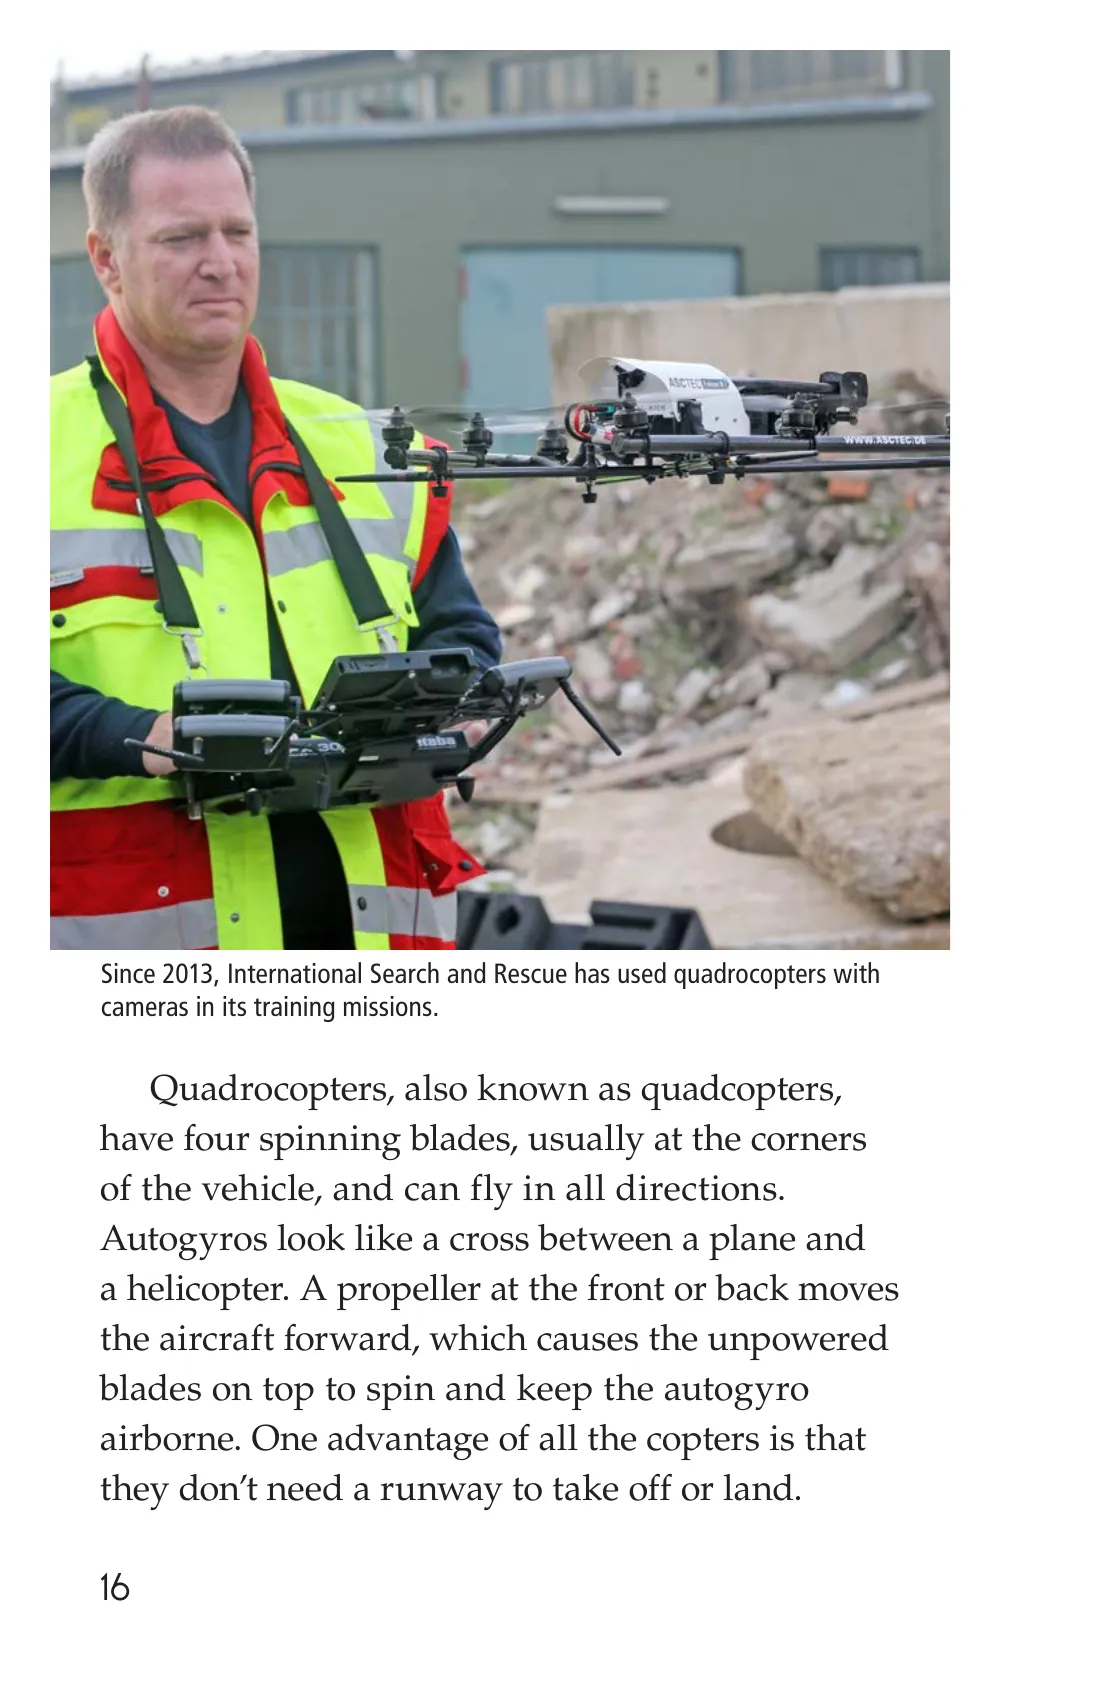 ASCTEC
WWW.ASCTEC.DE
Since 2013, International Search and Rescue has used quadrocopters with
cameras in its training missions.
Quadrocopters, also known as quadcopters,
have four spinning blades, usually at the corners
of the vehicle, and can fly in all directions.
Autogyros look like a cross between a plane and
a helicopter. A propeller at the front or back moves
the aircraft forward, which causes the unpowered
blades on top to spin and keep the autogyro
airborne. One advantage of all the copters is that
they don’t need a runway to take off or land.
16